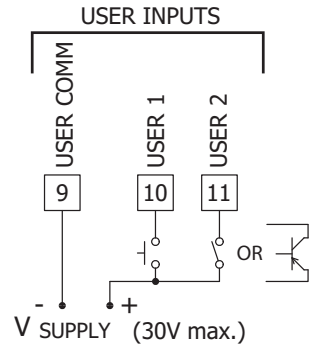 USER INPUTS
USER COMM
USER 1
USER 2
9
10
11
OR
- +
V SUPPLY (30V max.)